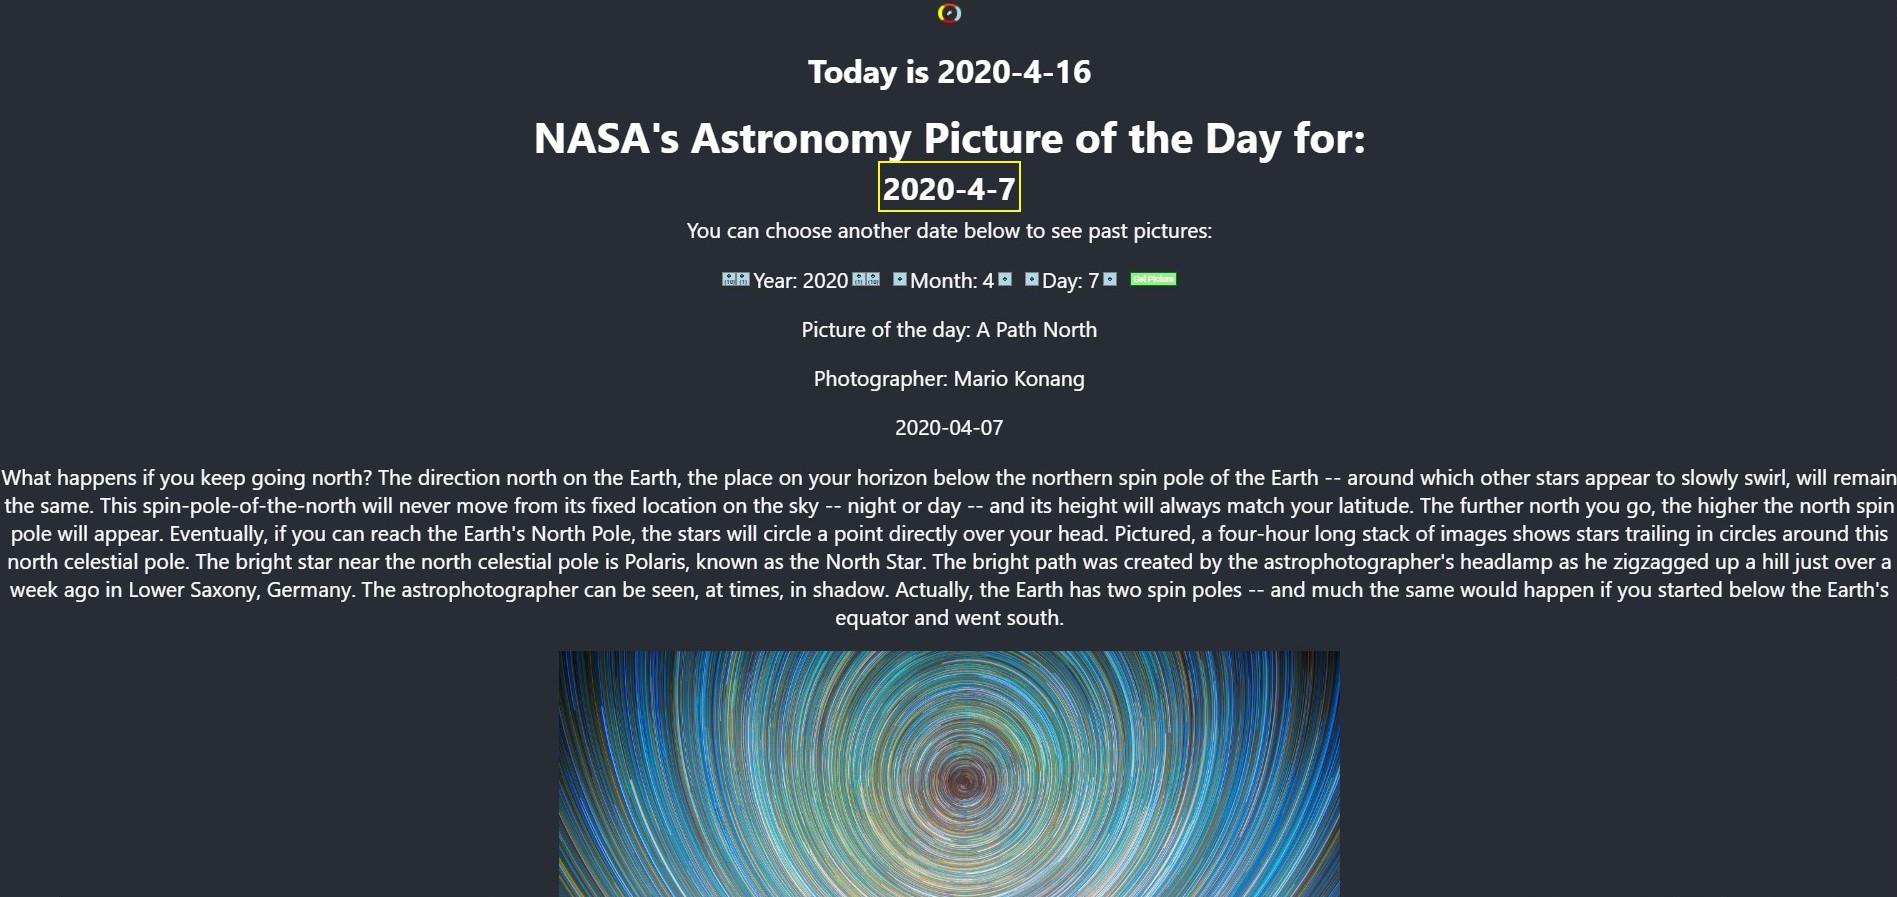 Today is 2020-4-16
NASA's Astronomy Picture of the Day for:
2020-4-7
You can choose another date below to see past pictures:
Year: 2020 Month: 4 Day: 7 Get Picture
Picture of the day: A Path North
Photographer: Mario Konang
2020-04-07
What happens if you keep going north? The direction north on the Earth, the place on your horizon below the northern spin pole of the Earth -- around which other stars appear to slowly swirl, will remain
the same. This spin-pole-of-the-north will never move from its fixed location on the sky -- night or day -- and its height will always match your latitude. The further north you go, the higher the north spin
pole will appear. Eventually, if you can reach the Earth's North Pole, the stars will circle a point directly over your head. Pictured, a four-hour long stack of images shows stars trailing in circles around this
north celestial pole. The bright star near the north celestial pole is Polaris, known as the North Star. The bright path was created by the astrophotographer's headlamp as he zigzagged up a hill just over a
week ago in Lower Saxony, Germany. The astrophotographer can be seen, at times, in shadow. Actually, the Earth has two spin poles -- and much the same would happen if you started below the Earth's
equator and went south.